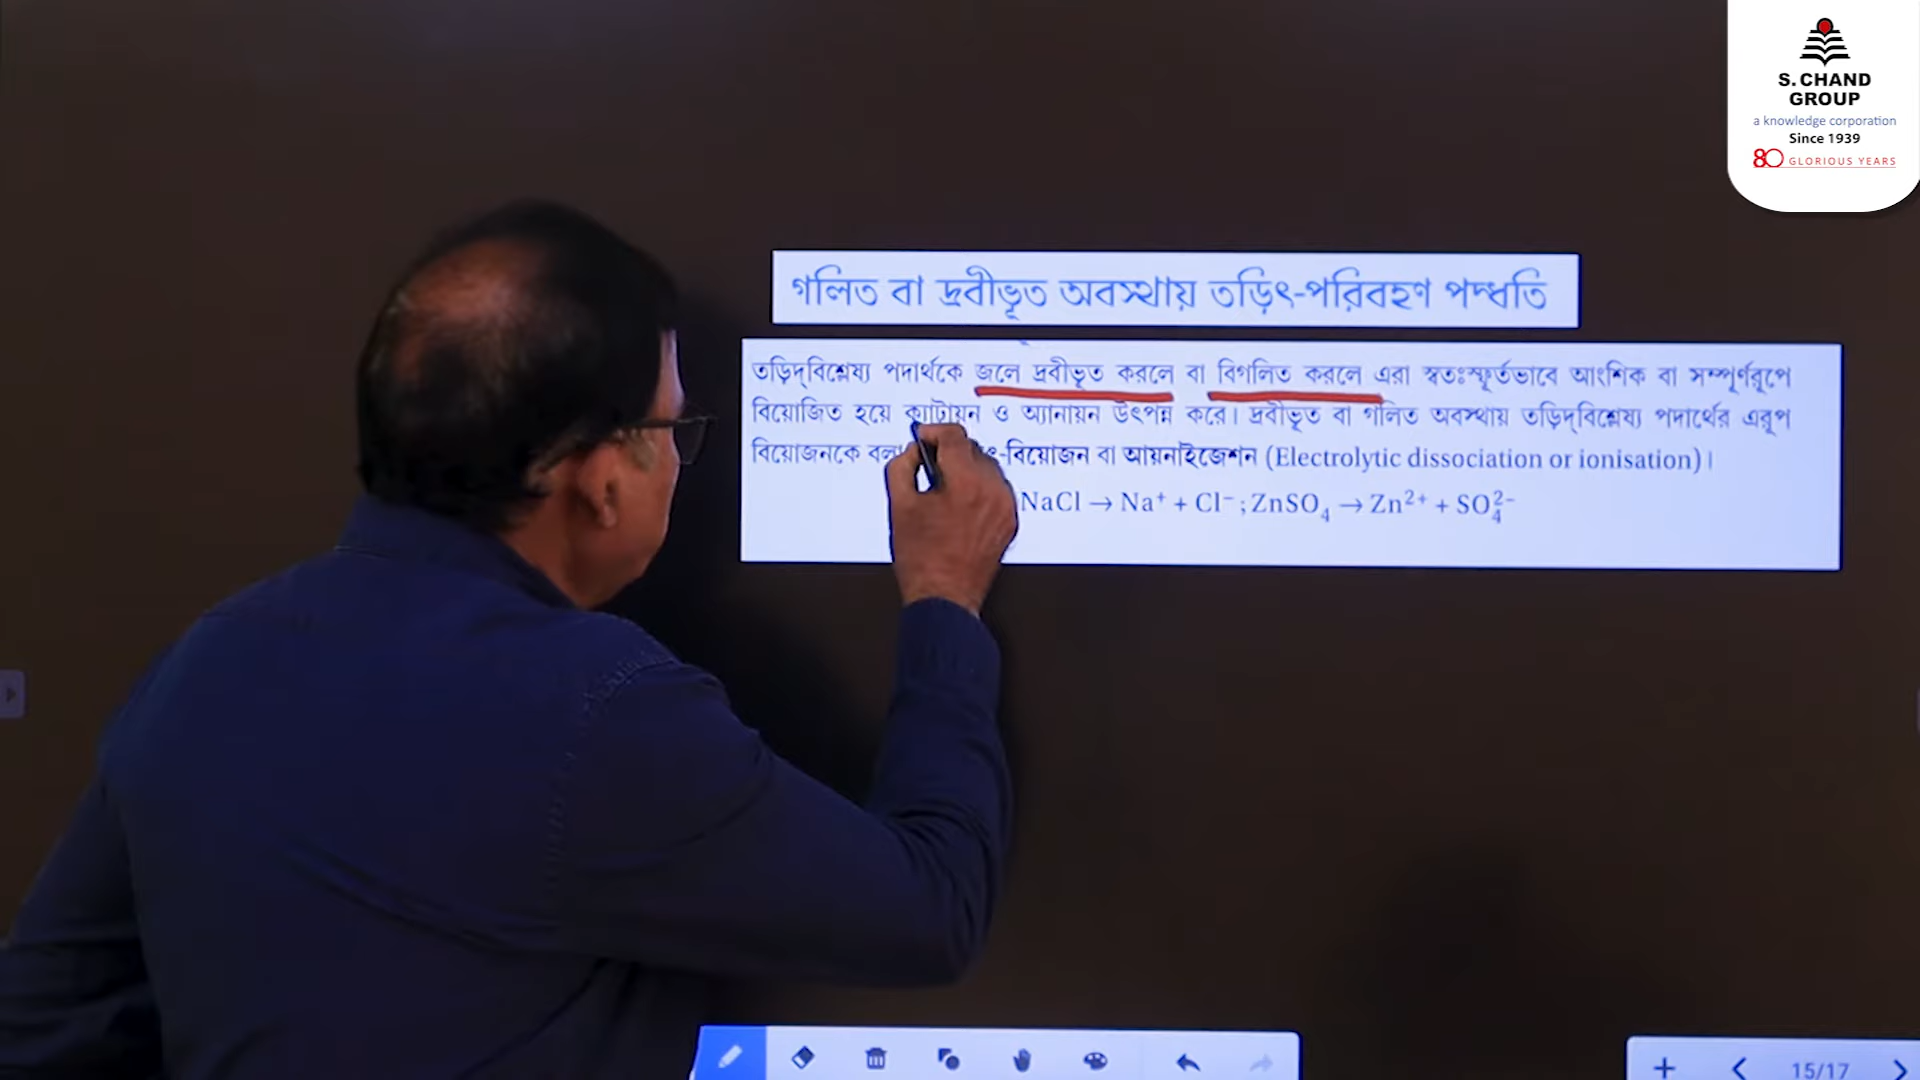 S. CHAND
GROUP
a knowledge corporation
Since 1939
80 GLORIOUS YEARS
গলিত বা দ্রবীভূত অবস্থায় তড়িৎ-পরিবহণ পদ্ধতি
তড়িদ্‌বিশ্লেষ্য পদার্থকে জলে দ্রবীভূত করলে বা বিগলিত করলে এরা স্বতঃস্ফূর্তভাবে আংশিক বা সম্পূর্ণরূপে
বিয়োজিত হয়ে ক্যাটায়ন ও অ্যানায়ন উৎপন্ন করে। দ্রবীভূত বা গলিত অবস্থায় তড়িদ্‌বিশ্লেষ্য পদার্থের এরূপ
বিয়োজনকে -বিয়োজন বা আয়নাইজেশন (Electrolytic dissociation or ionisation)।
NaCl → Na⁺ + Cl⁻ ; ZnSO₄ → Zn²⁺ + SO₄²⁻
15/17